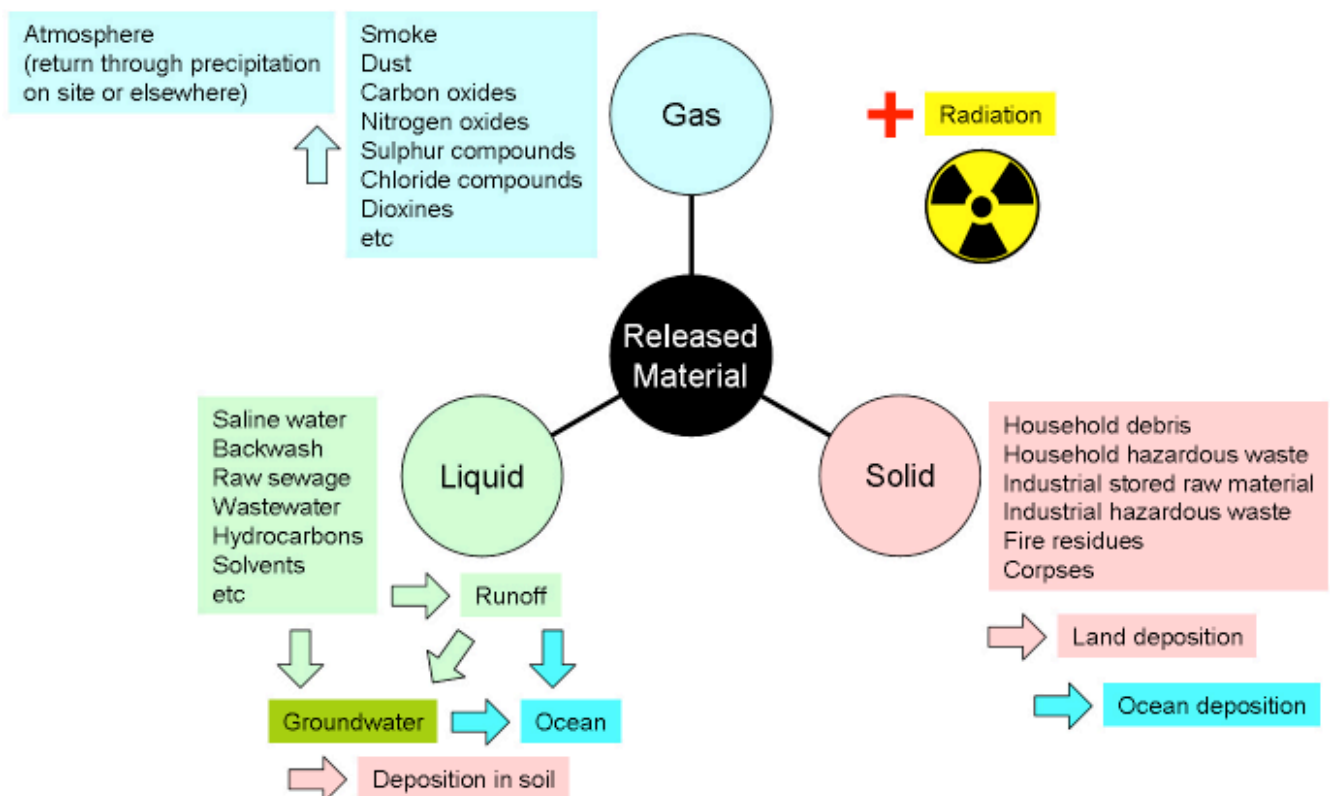 Atmosphere
(return through precipitation
on site or elsewhere)
Smoke
Dust
Carbon oxides
Nitrogen oxides
Sulphur compounds
Chloride compounds
Dioxines
etc
Gas
Radiation
Released
Material
Saline water
Backwash
Raw sewage
Wastewater
Hydrocarbons
Solvents
etc
Liquid
Runoff
Groundwater
Ocean
Deposition in soil
Solid
Household debris
Household hazardous waste
Industrial stored raw material
Industrial hazardous waste
Fire residues
Corpses
Land deposition
Ocean deposition